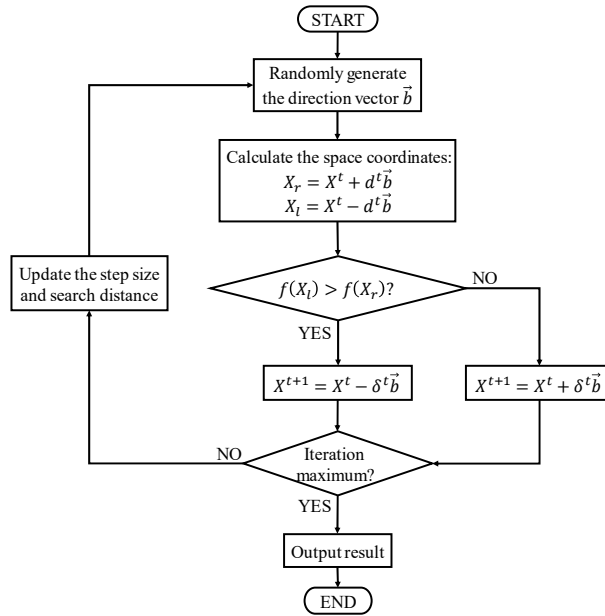 START
Randomly generate
the direction vector b⃗
Calculate the space coordinates:
X_r = X^t + d^t b⃗
X_l = X^t − d^t b⃗
Update the step size
and search distance
f(X_l) > f(X_r)?
NO
YES
X^{t+1} = X^t − δ^t b⃗
X^{t+1} = X^t + δ^t b⃗
NO
Iteration
maximum?
YES
Output result
END